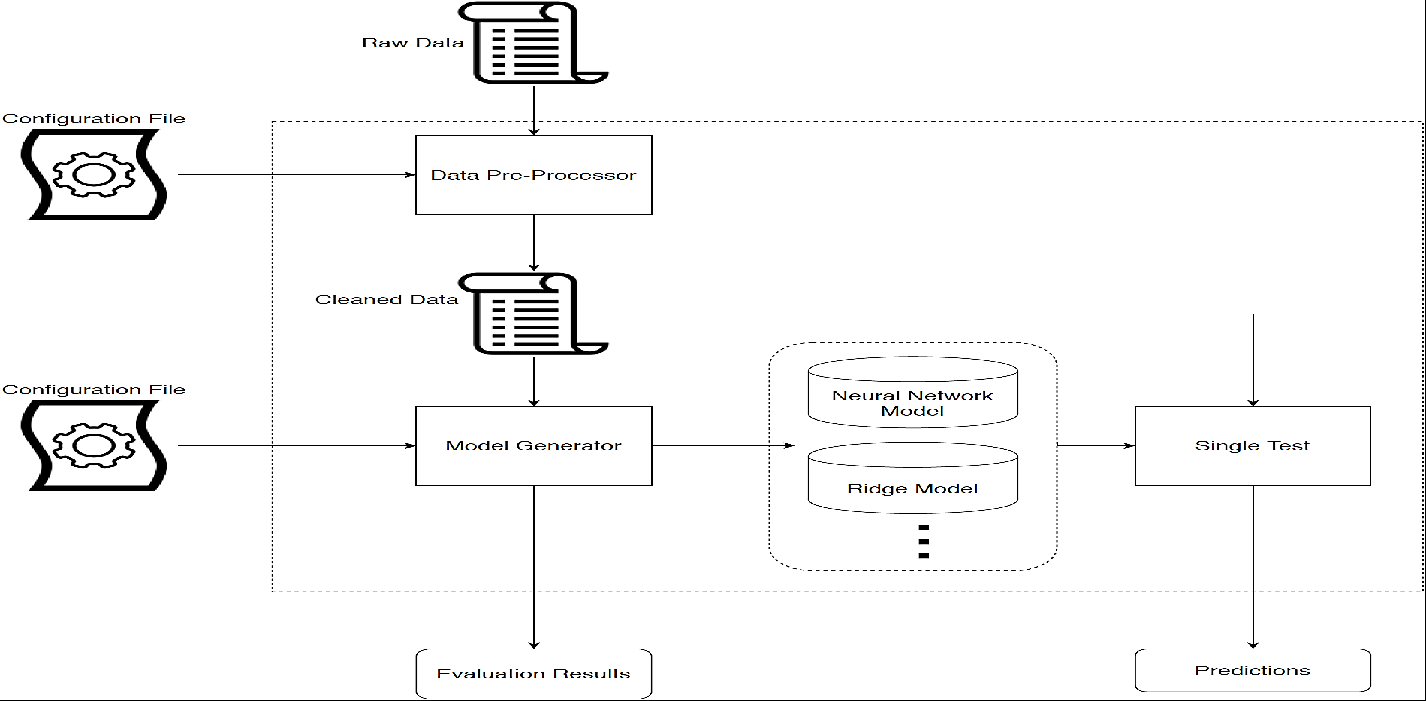 Raw Data
Configuration File
Data Pre-Processor
Cleaned Data
Configuration File
Model Generator
Neural Network
Model
Ridge Model
Single Test
Evaluation Results
Predictions